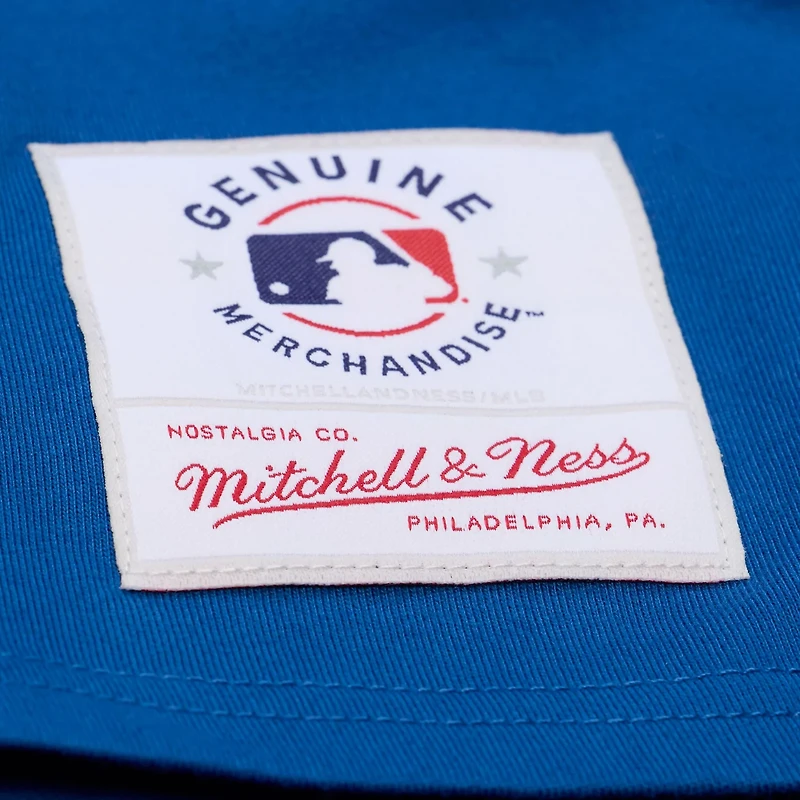 GENUINE
MERCHANDISE™
MITCHELLANDNESS/MLB
NOSTALGIA CO.
Mitchell & Ness
PHILADELPHIA, PA.